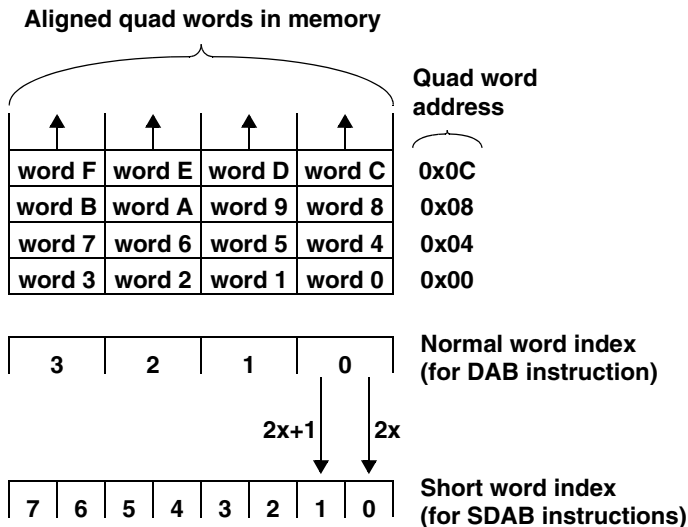 Aligned quad words in memory
Quad word
address
word F word E word D word C 0x0C
word B word A word 9 word 8 0x08
word 7 word 6 word 5 word 4 0x04
word 3 word 2 word 1 word 0 0x00
3 2 1 0
Normal word index
(for DAB instruction)
2x+1 2x
7 6 5 4 3 2 1 0
Short word index
(for SDAB instructions)